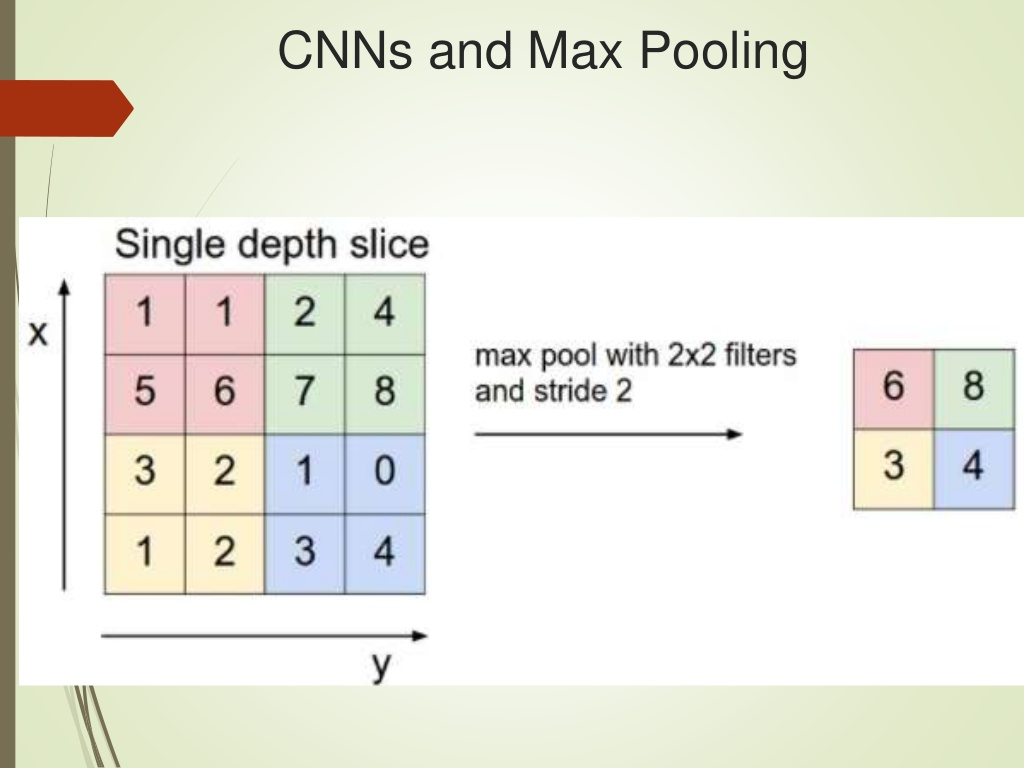 CNNs and Max Pooling
Single depth slice
x
1 1 2 4
5 6 7 8
3 2 1 0
1 2 3 4
y
max pool with 2x2 filters
and stride 2
6 8
3 4